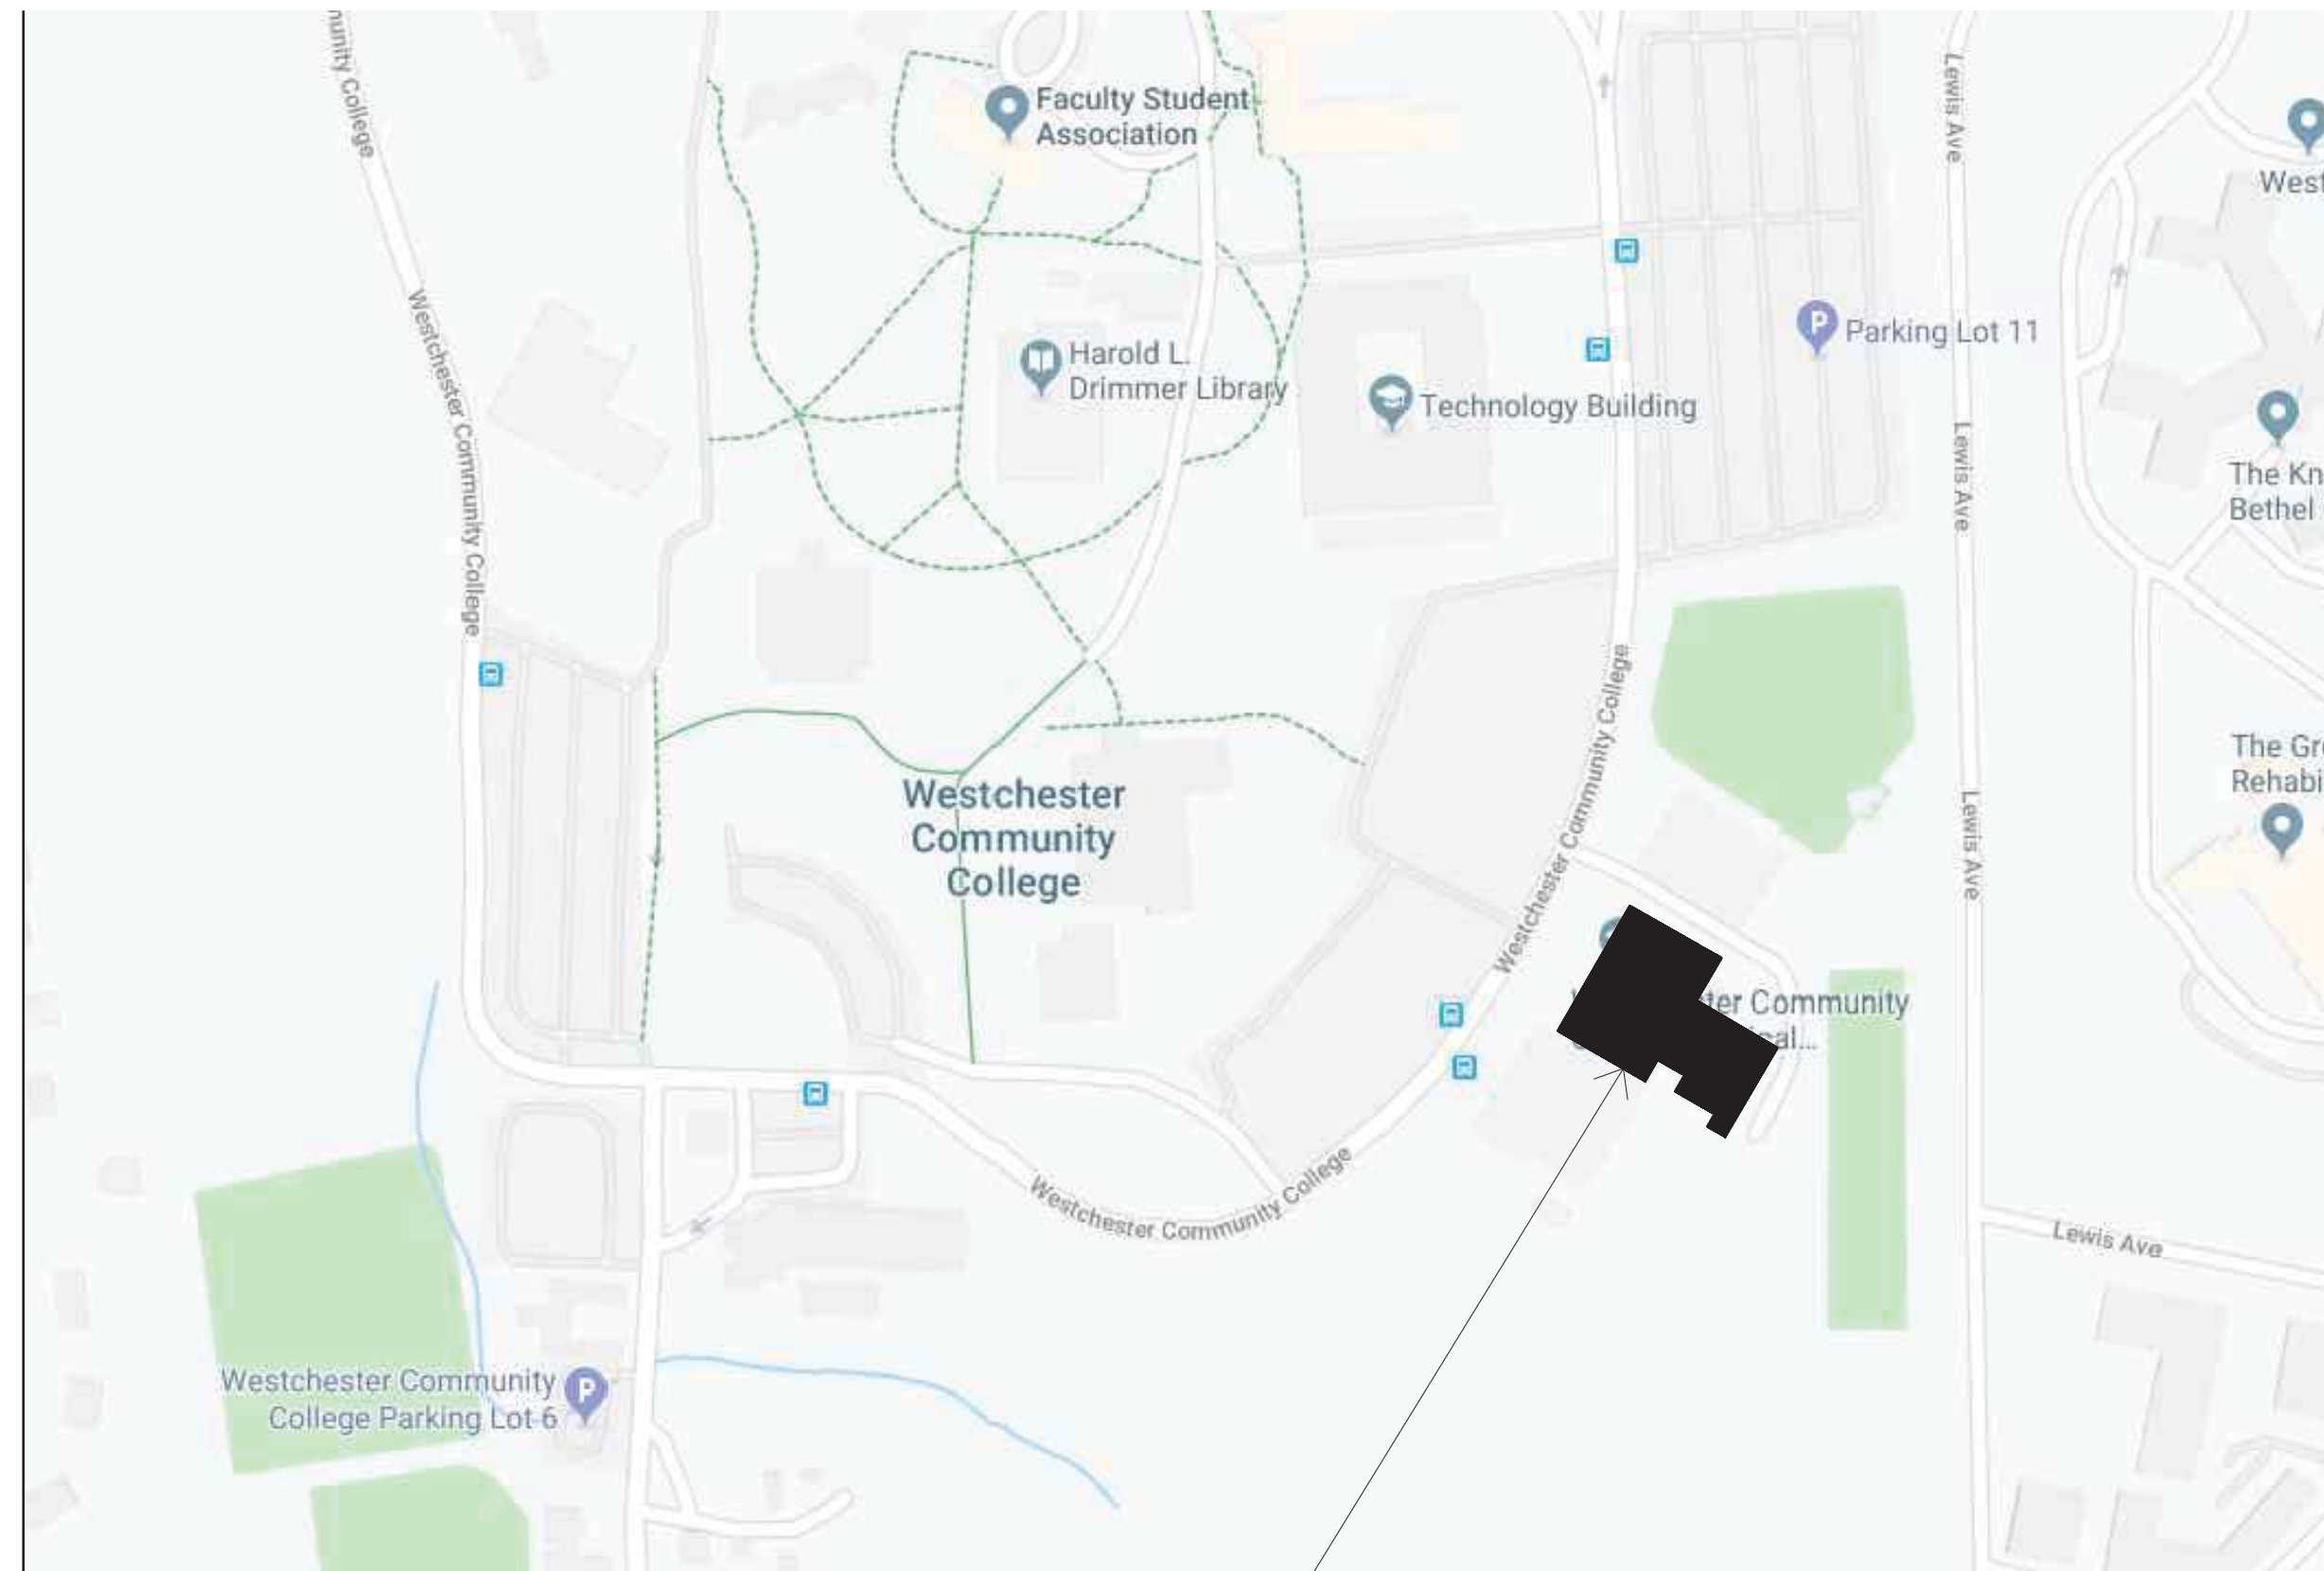 munity College
Faculty Student
Association
Lewis Ave
West
Westchester Community College
Harold L.
Drimmer Library
Technology Building
P
Parking Lot 11
Lewis Ave
The Kn
Bethel
Westchester Community College
The Gr
Rehabi
Westchester
Community
College
Lewis Ave
ter Community
cal...
Westchester Community College
Lewis Ave
Westchester Community
College Parking Lot 6
P